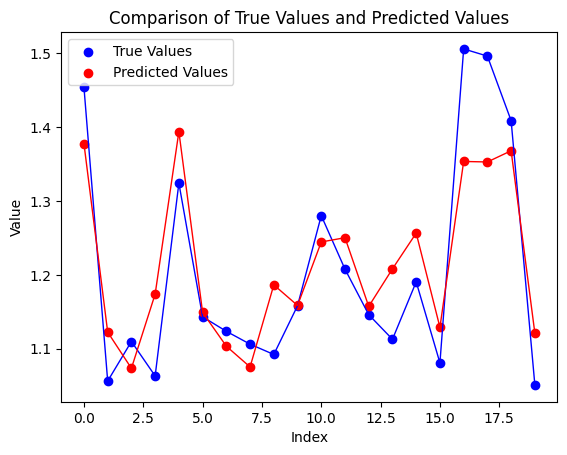 Comparison of True Values and Predicted Values
True Values
Predicted Values
Value
1.5
1.4
1.3
1.2
1.1
0.0 2.5 5.0 7.5 10.0 12.5 15.0 17.5
Index